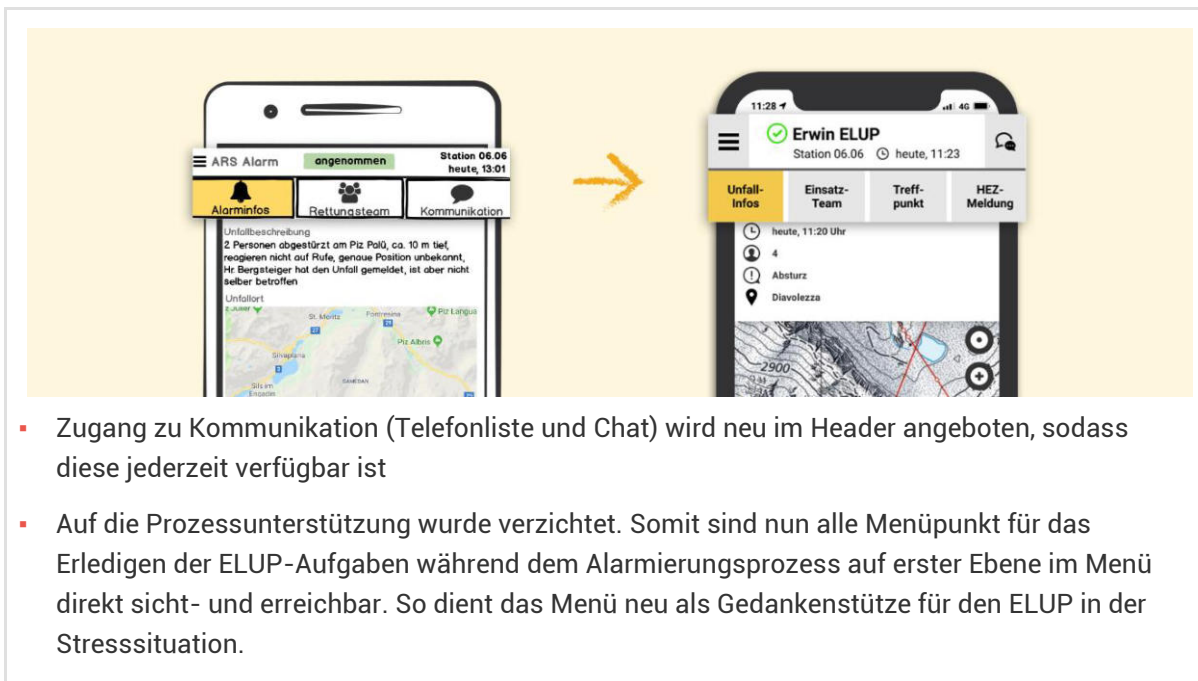 ARS Alarm
angenommen
Station 06.06
heute, 13:01
Alarminfos
Rettungsteam
Kommunikation
Unfallbeschreibung
2 Personen abgestürzt am Piz Palü, ca. 10 m tief,
reagieren nicht auf Rufe, genaue Position unbekannt,
Hr. Bergsteiger hat den Unfall gemeldet, ist aber nicht
selber betroffen
Unfallort
St. Moritz
Pontresina
Piz Languard
Silvaplana
Piz Albris
Sils im
Engadin
11:28
4G
Erwin ELUP
Station 06.06
heute, 11:23
Unfall-
Infos
Einsatz-
Team
Treff-
punkt
HEZ-
Meldung
heute, 11:20 Uhr
4
Absturz
Diavolezza
2900
Zugang zu Kommunikation (Telefonliste und Chat) wird neu im Header angeboten, sodass
diese jederzeit verfügbar ist
Auf die Prozessunterstützung wurde verzichtet. Somit sind nun alle Menüpunkt für das
Erledigen der ELUP-Aufgaben während dem Alarmierungsprozess auf erster Ebene im Menü
direkt sicht- und erreichbar. So dient das Menü neu als Gedankenstütze für den ELUP in der
Stresssituation.